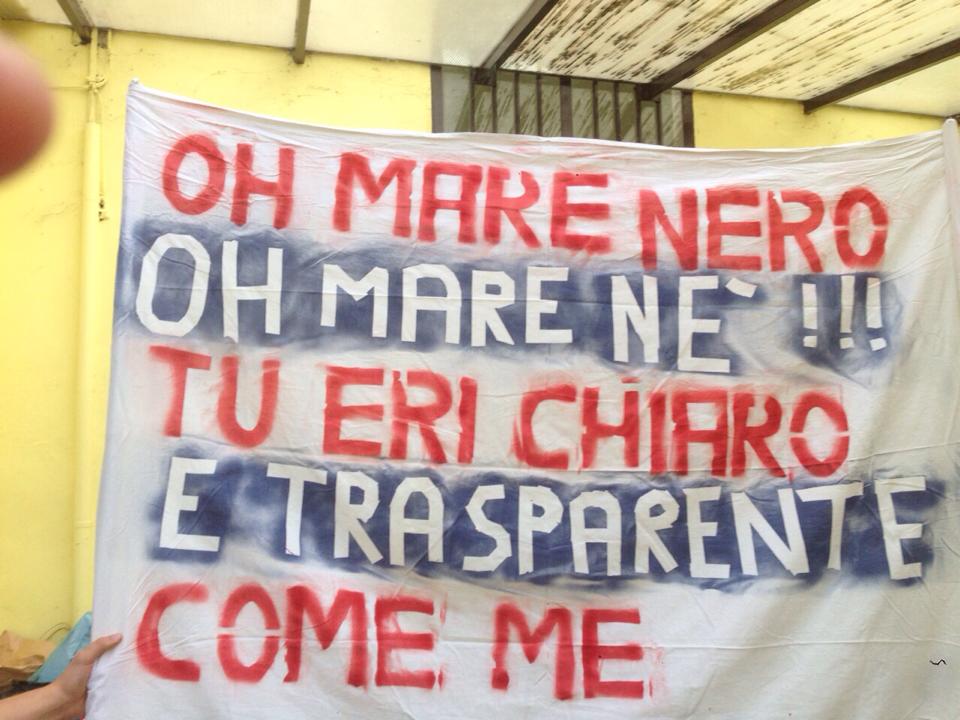 OH MARE NERO
OH MARE NE` !!!
TU ERI CHIARO
E TRASPARENTE
COME ME